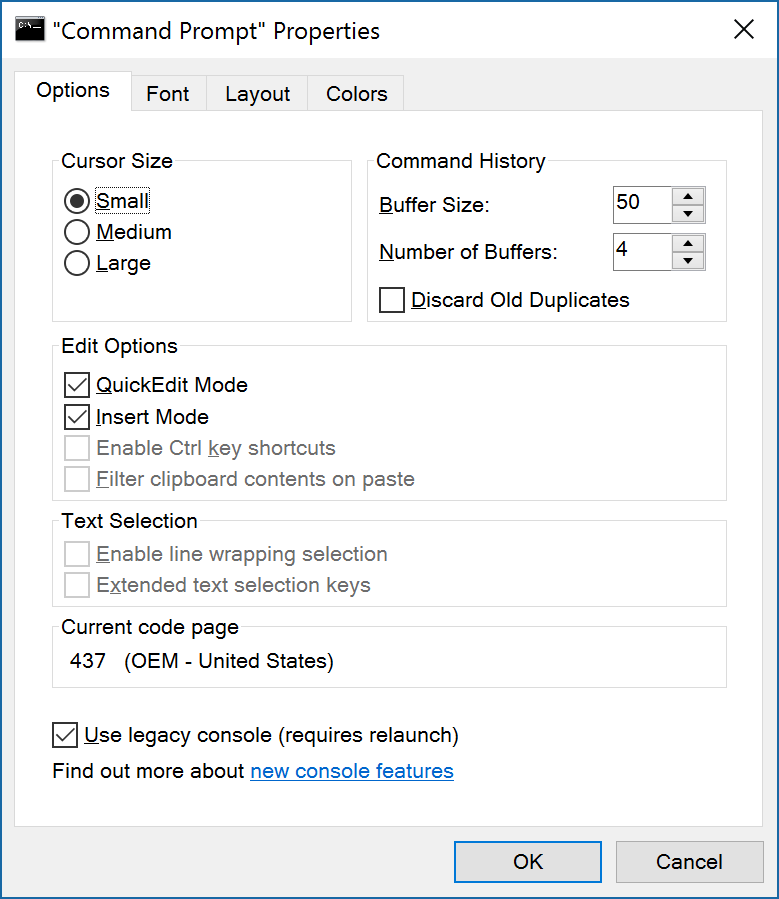 "Command Prompt" Properties
Options Font Layout Colors
Cursor Size
Small
Medium
Large
Command History
Buffer Size: 50
Number of Buffers: 4
Discard Old Duplicates
Edit Options
QuickEdit Mode
Insert Mode
Enable Ctrl key shortcuts
Filter clipboard contents on paste
Text Selection
Enable line wrapping selection
Extended text selection keys
Current code page
437 (OEM - United States)
Use legacy console (requires relaunch)
Find out more about new console features
OK Cancel